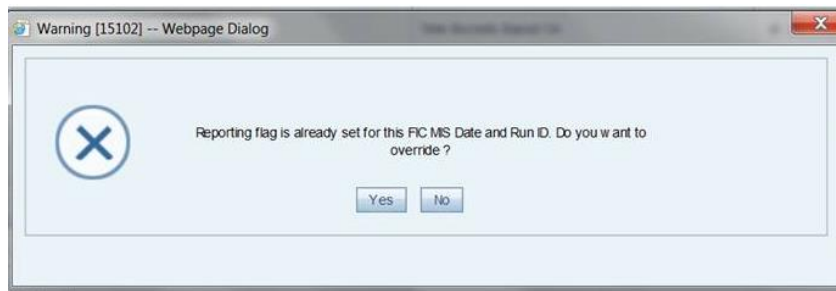 Warning [15102] -- Webpage Dialog
Reporting flag is already set for this FIC MIS Date and Run ID. Do you want to
override ?
Yes No